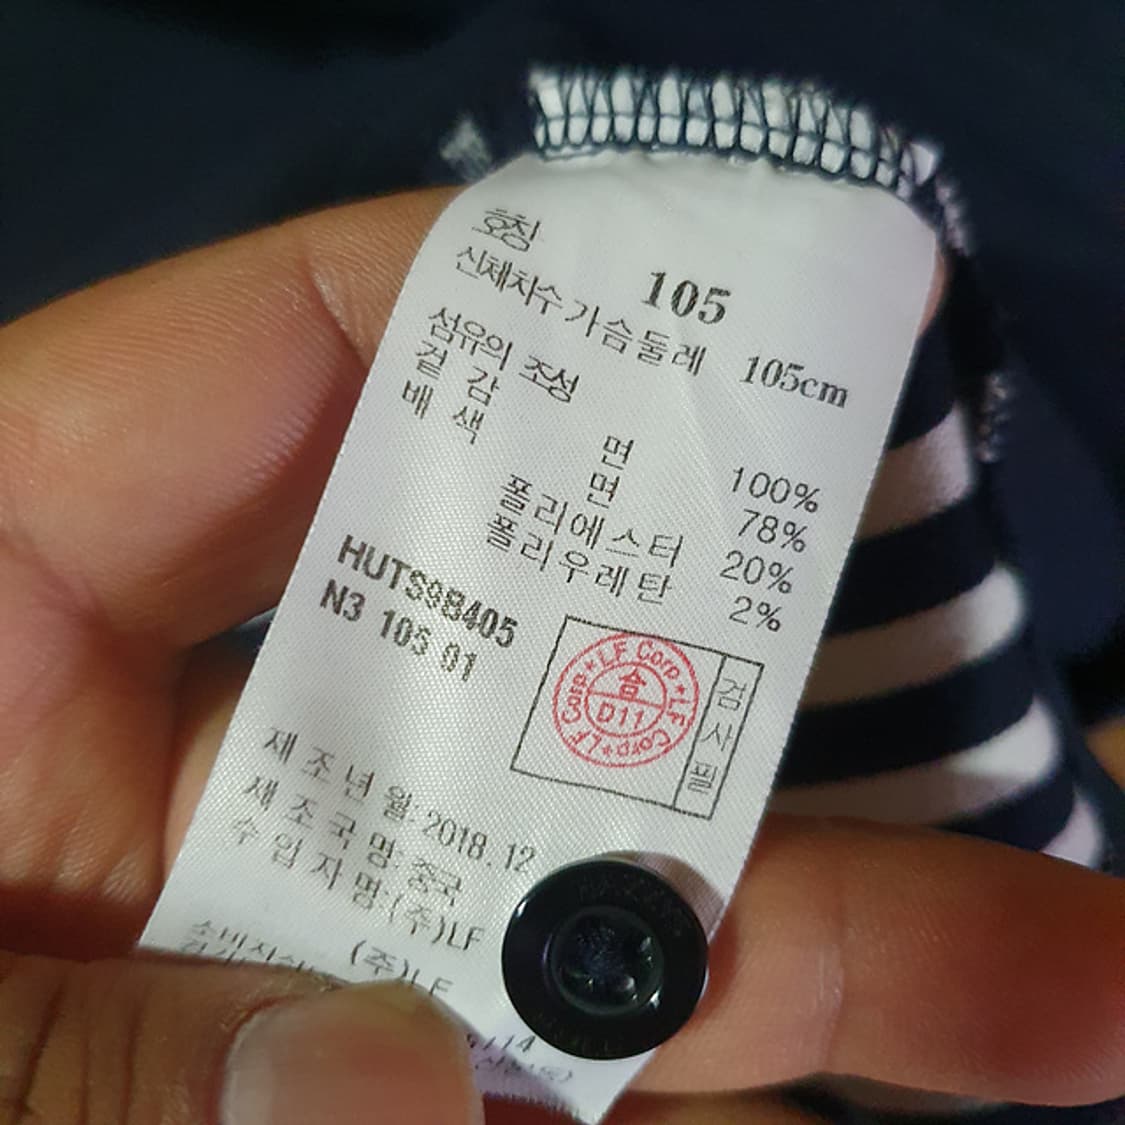 호칭
105
신체치수 가슴둘레 105cm
섬유의 조성
겉감 면 100%
배색 면 78%
폴리에스터 20%
폴리우레탄 2%
HUTS9B405
N3 105 01
LF Corp★LF Corp★LF Corp★
합
D11
검사필
제조년월: 2018.12
제조국명: 중국
수입자명:(주)LF
(주)LF